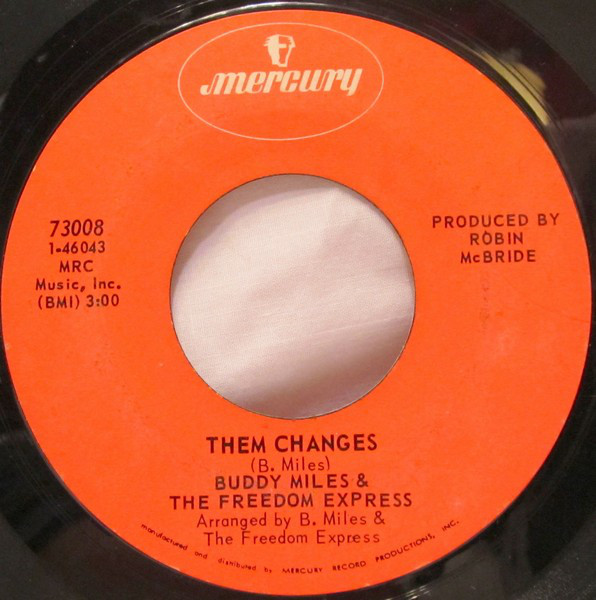 mercury
73008
1-46043
MRC
Music, Inc.
(BMI) 3:00
PRODUCED BY
ROBIN
McBRIDE
THEM CHANGES
(B. Miles)
BUDDY MILES &
THE FREEDOM EXPRESS
Arranged by B. Miles &
The Freedom Express
manufactured and distributed by MERCURY RECORD PRODUCTIONS, INC.